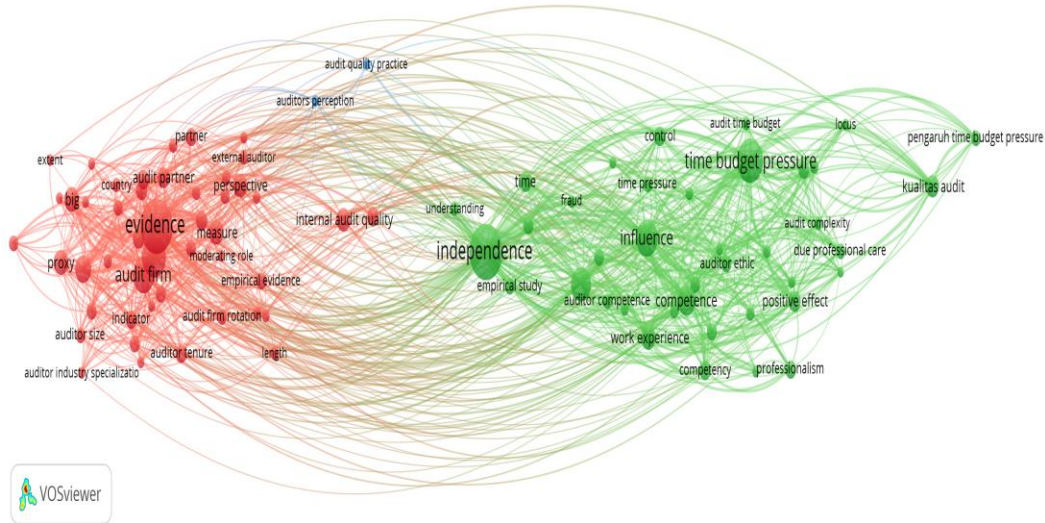 audit quality practice
auditors perception
partner
extent
external auditor
audit partner
country
perspective
big
evidence
internal audit quality
measure
moderating role
proxy
audit firm
empirical evidence
indicator
audit firm rotation
auditor size
auditor tenure
length
auditor industry specializatio
control
audit time budget
locus
pengaruh time budget pressure
time budget pressure
time
time pressure
kualitas audit
understanding
fraud
audit complexity
independence
influence
due professional care
auditor ethic
empirical study
auditor competence
competence
positive effect
work experience
competency
professionalism
VOSviewer